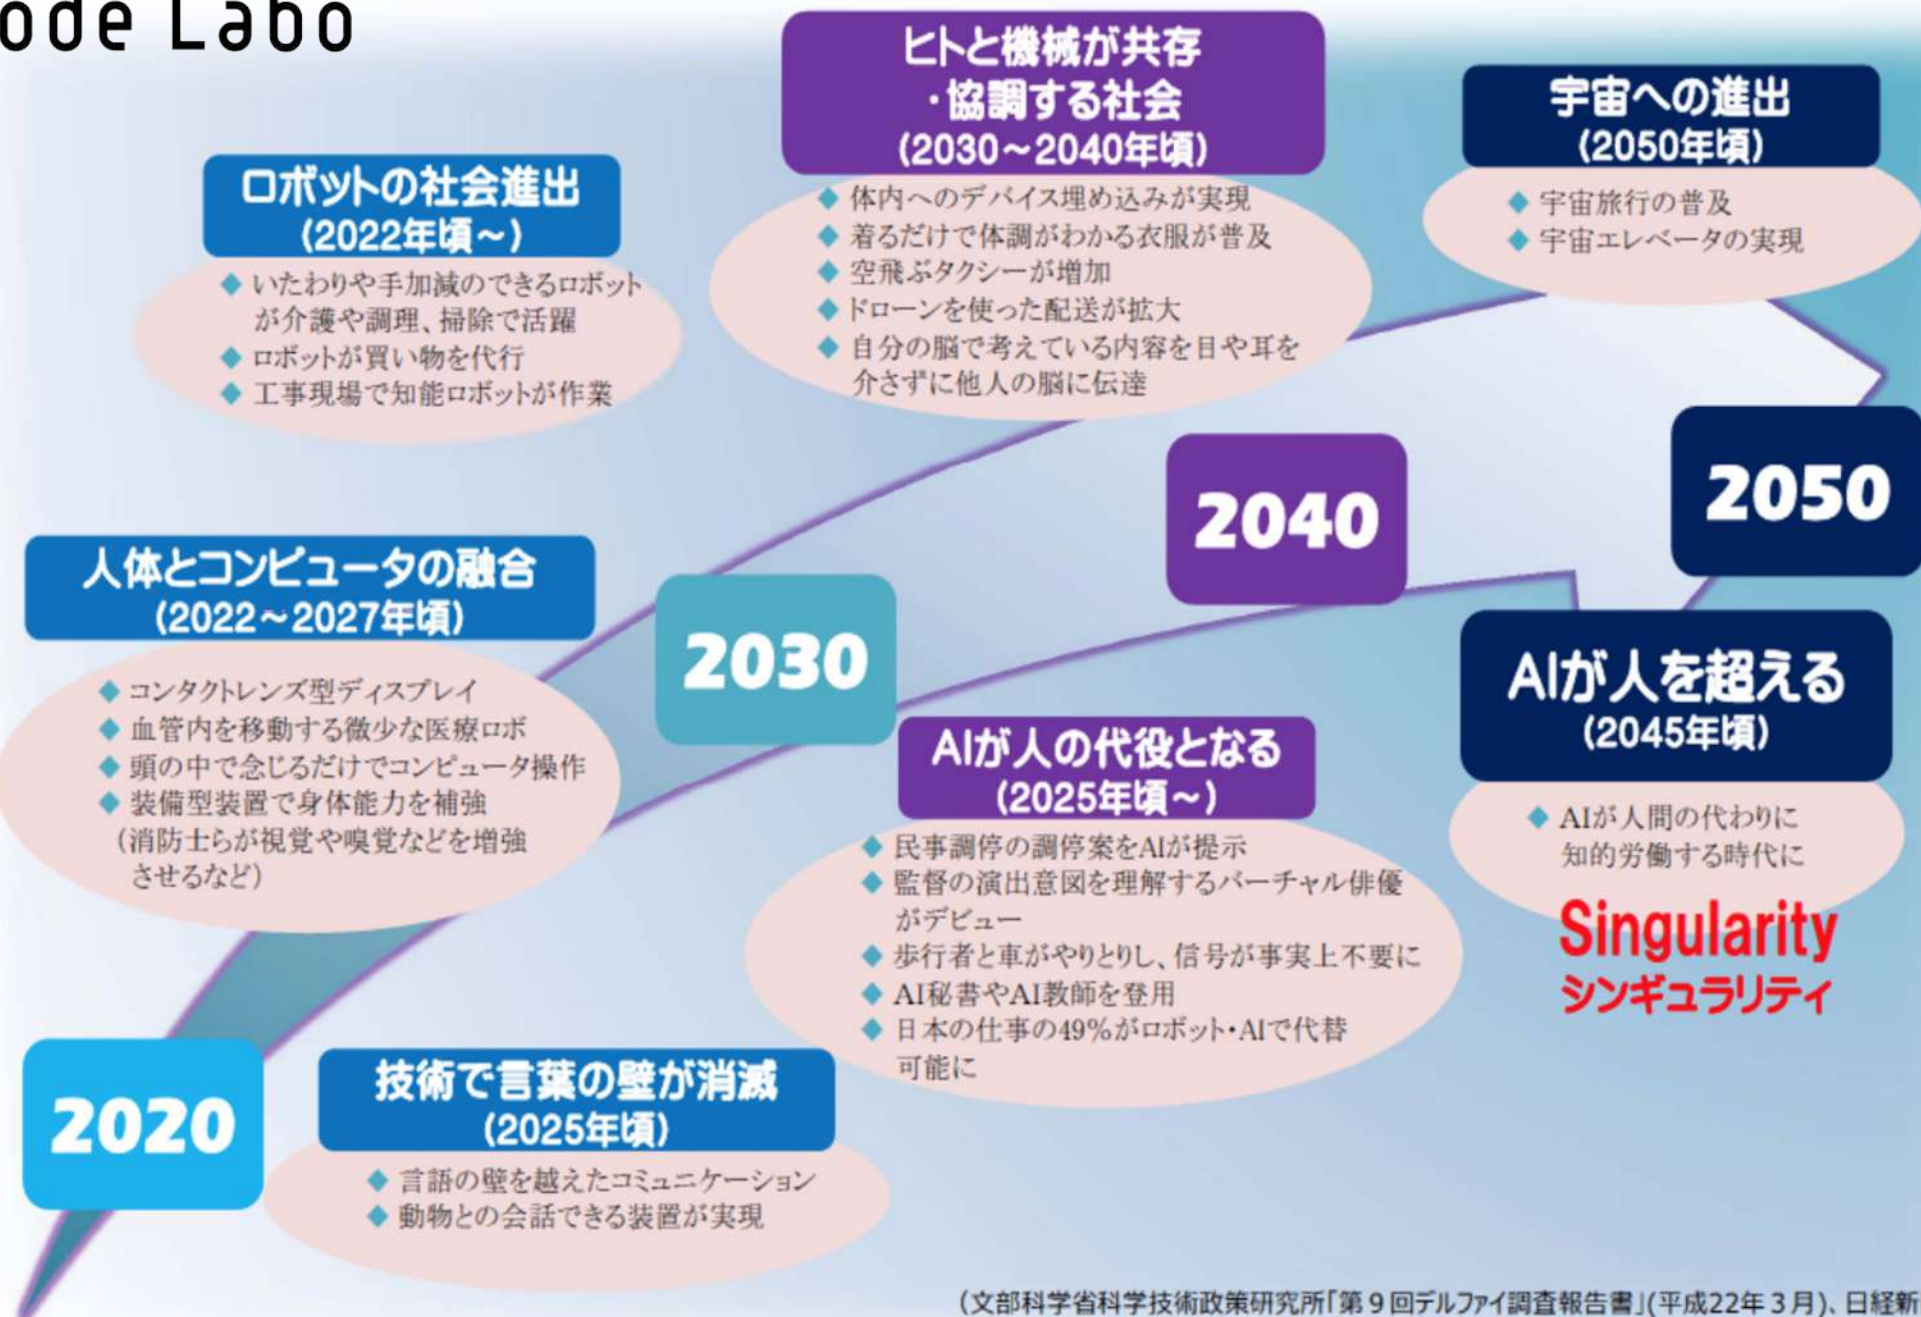 ode Labo
ヒトと機械が共存
・協調する社会
(2030～2040年頃)
◆ 体内へのデバイス埋め込みが実現
◆ 着るだけで体調がわかる衣服が普及
◆ 空飛ぶタクシーが増加
◆ ドローンを使った配送が拡大
◆ 自分の脳で考えている内容を目や耳を
介さずに他人の脳に伝達
宇宙への進出
(2050年頃)
◆ 宇宙旅行の普及
◆ 宇宙エレベータの実現
ロボットの社会進出
(2022年頃～)
◆ いたわりや手加減のできるロボット
が介護や調理、掃除で活躍
◆ ロボットが買い物を代行
◆ 工事現場で知能ロボットが作業
2050
2040
人体とコンピュータの融合
(2022～2027年頃)
◆ コンタクトレンズ型ディスプレイ
◆ 血管内を移動する微少な医療ロボ
◆ 頭の中で念じるだけでコンピュータ操作
◆ 装備型装置で身体能力を補強
(消防士らが視覚や嗅覚などを増強
させるなど)
2030
AIが人の代役となる
(2025年頃～)
◆ 民事調停の調停案をAIが提示
◆ 監督の演出意図を理解するバーチャル俳優
がデビュー
◆ 歩行者と車がやりとりし、信号が事実上不要に
◆ AI秘書やAI教師を登用
◆ 日本の仕事の49%がロボット・AIで代替
可能に
AIが人を超える
(2045年頃)
◆ AIが人間の代わりに
知的労働する時代に
Singularity
シンギュラリティ
2020
技術で言葉の壁が消滅
(2025年頃)
◆ 言語の壁を越えたコミュニケーション
◆ 動物との会話できる装置が実現
(文部科学省科学技術政策研究所「第9回デルファイ調査報告書」(平成22年3月)、日経新